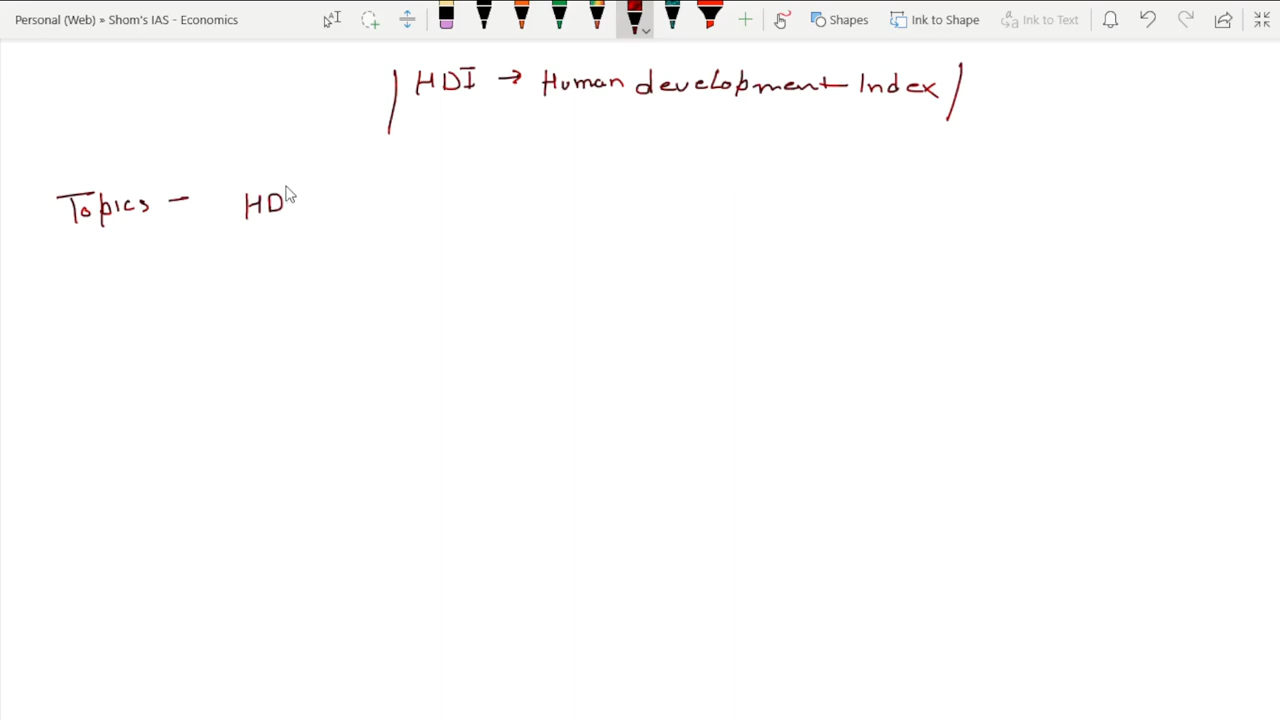 Personal (Web) » Shom's IAS - Economics
Shapes
Ink to Shape
Ink to Text
HDI → Human development Index
Topics - HD